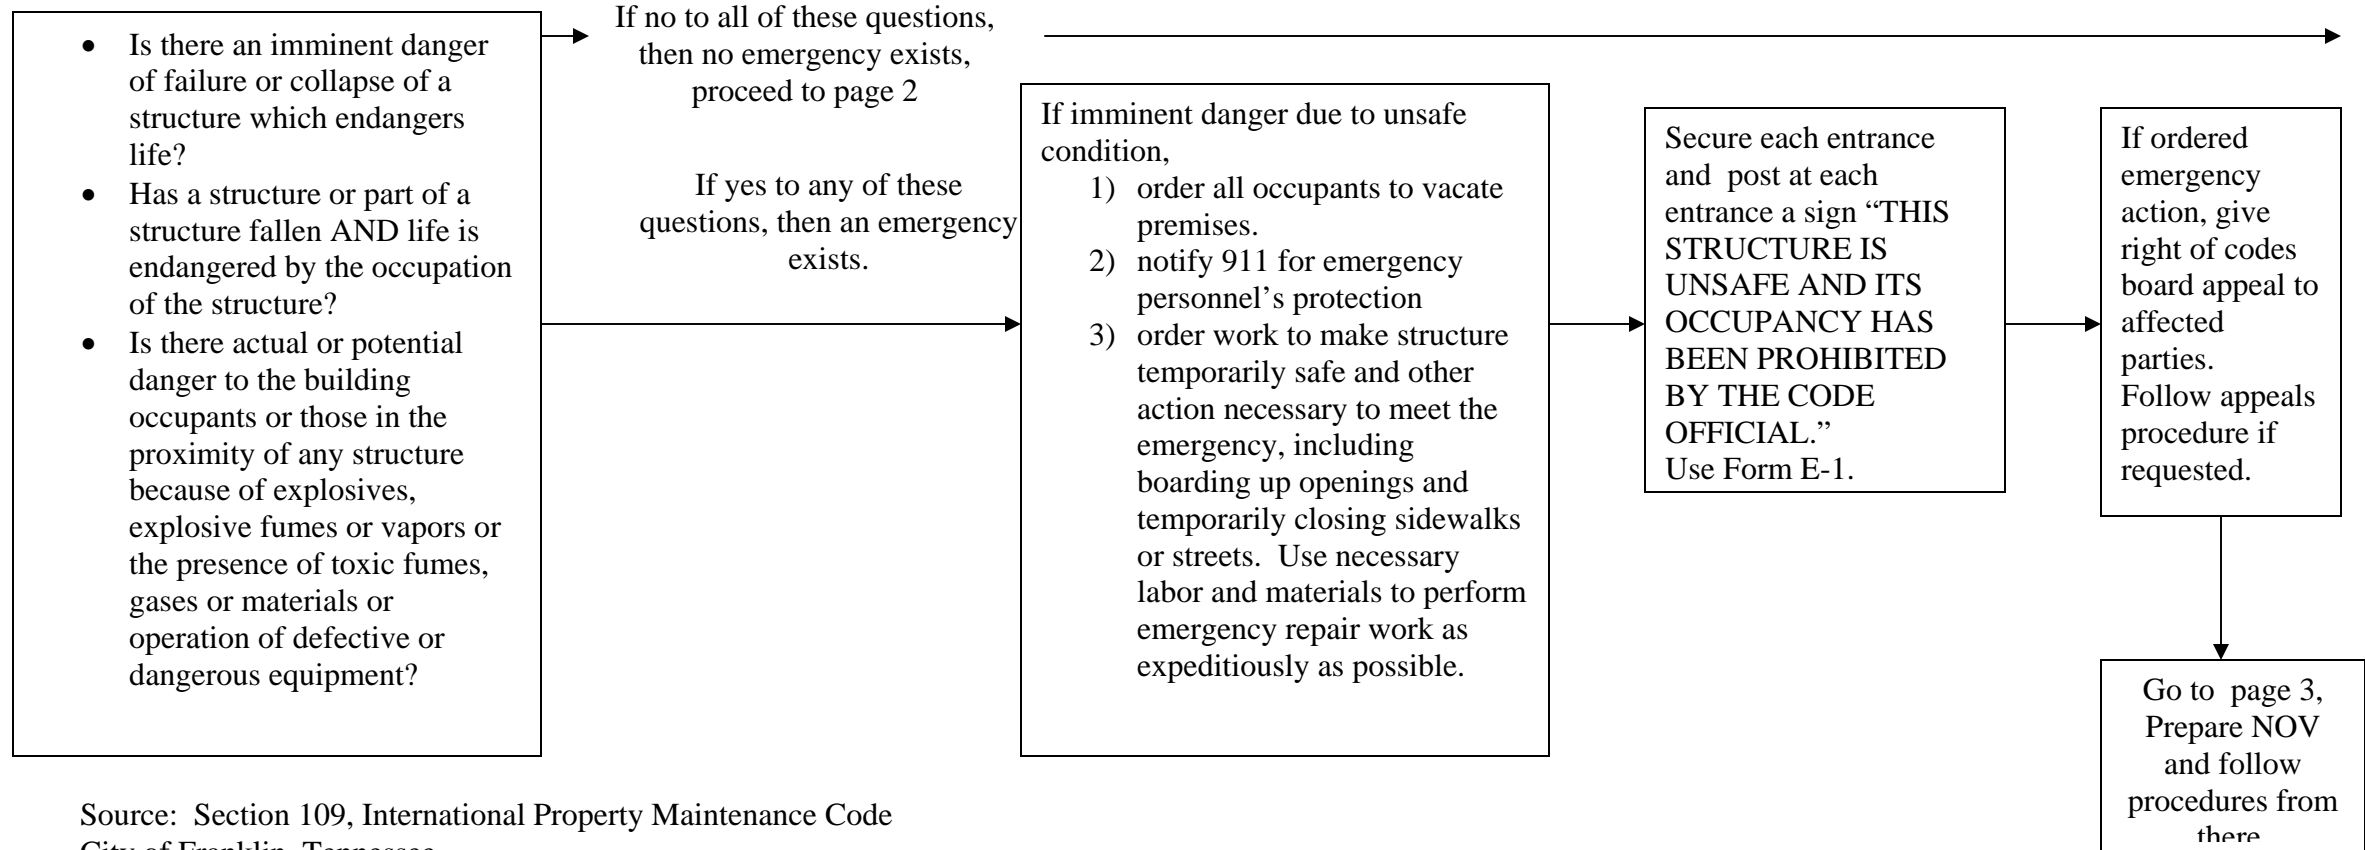 • Is there an imminent danger
of failure or collapse of a
structure which endangers
life?
• Has a structure or part of a
structure fallen AND life is
endangered by the occupation
of the structure?
• Is there actual or potential
danger to the building
occupants or those in the
proximity of any structure
because of explosives,
explosive fumes or vapors or
the presence of toxic fumes,
gases or materials or
operation of defective or
dangerous equipment?
If no to all of these questions,
then no emergency exists,
proceed to page 2
If yes to any of these
questions, then an emergency
exists.
If imminent danger due to unsafe
condition,
1) order all occupants to vacate
premises.
2) notify 911 for emergency
personnel’s protection
3) order work to make structure
temporarily safe and other
action necessary to meet the
emergency, including
boarding up openings and
temporarily closing sidewalks
or streets. Use necessary
labor and materials to perform
emergency repair work as
expeditiously as possible.
Secure each entrance
and post at each
entrance a sign “THIS
STRUCTURE IS
UNSAFE AND ITS
OCCUPANCY HAS
BEEN PROHIBITED
BY THE CODE
OFFICIAL.”
Use Form E-1.
If ordered
emergency
action, give
right of codes
board appeal to
affected
parties.
Follow appeals
procedure if
requested.
Go to page 3,
Prepare NOV
and follow
procedures from
there
Source: Section 109, International Property Maintenance Code
City of Franklin, Tennessee